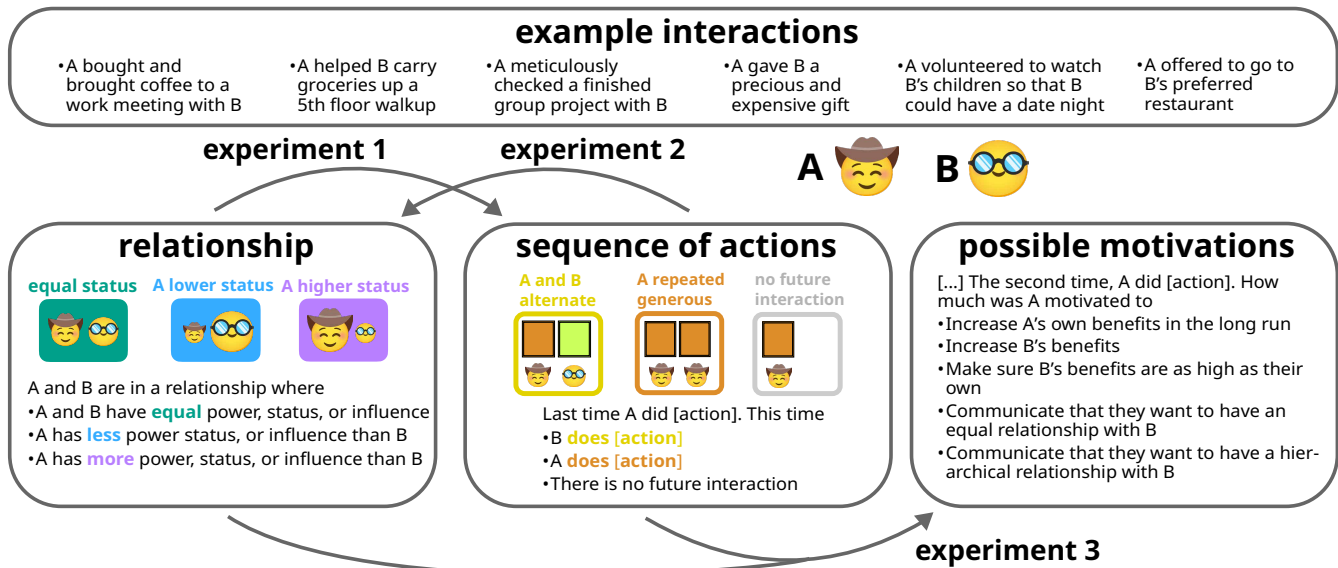 example interactions
•A bought and
brought coffee to a
work meeting with B
•A helped B carry
groceries up a
5th floor walkup
•A meticulously
checked a finished
group project with B
•A gave B a
precious and
expensive gift
•A volunteered to watch
B's children so that B
could have a date night
•A offered to go to
B's preferred
restaurant
experiment 1
experiment 2
A
B
relationship
equal status
A lower status
A higher status
A and B are in a relationship where
•A and B have equal power, status, or influence
•A has less power status, or influence than B
•A has more power, status, or influence than B
sequence of actions
A and B
alternate
A repeated
generous
no future
interaction
Last time A did [action]. This time
•B does [action]
•A does [action]
•There is no future interaction
possible motivations
[...] The second time, A did [action]. How
much was A motivated to
•Increase A's own benefits in the long run
•Increase B's benefits
•Make sure B's benefits are as high as their
own
•Communicate that they want to have an
equal relationship with B
•Communicate that they want to have a hier-
archical relationship with B
experiment 3